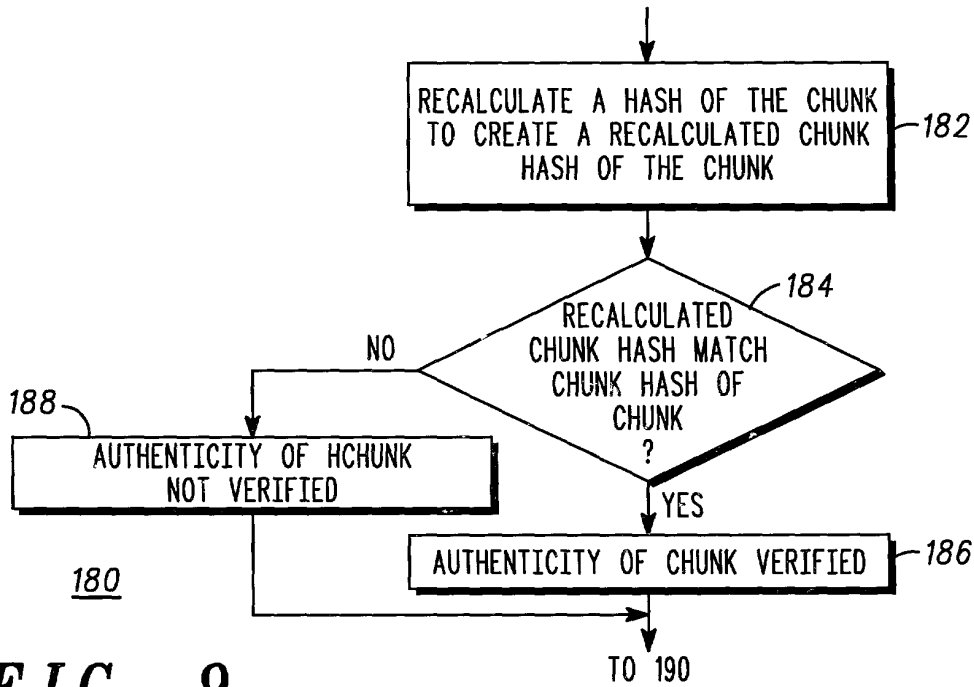 RECALCULATE A HASH OF THE CHUNK
TO CREATE A RECALCULATED CHUNK
HASH OF THE CHUNK
182
184
RECALCULATED
CHUNK HASH MATCH
CHUNK HASH OF
CHUNK
?
NO
188
AUTHENTICITY OF HCHUNK
NOT VERIFIED
YES
AUTHENTICITY OF CHUNK VERIFIED
186
180
TO 190
FIG. 9